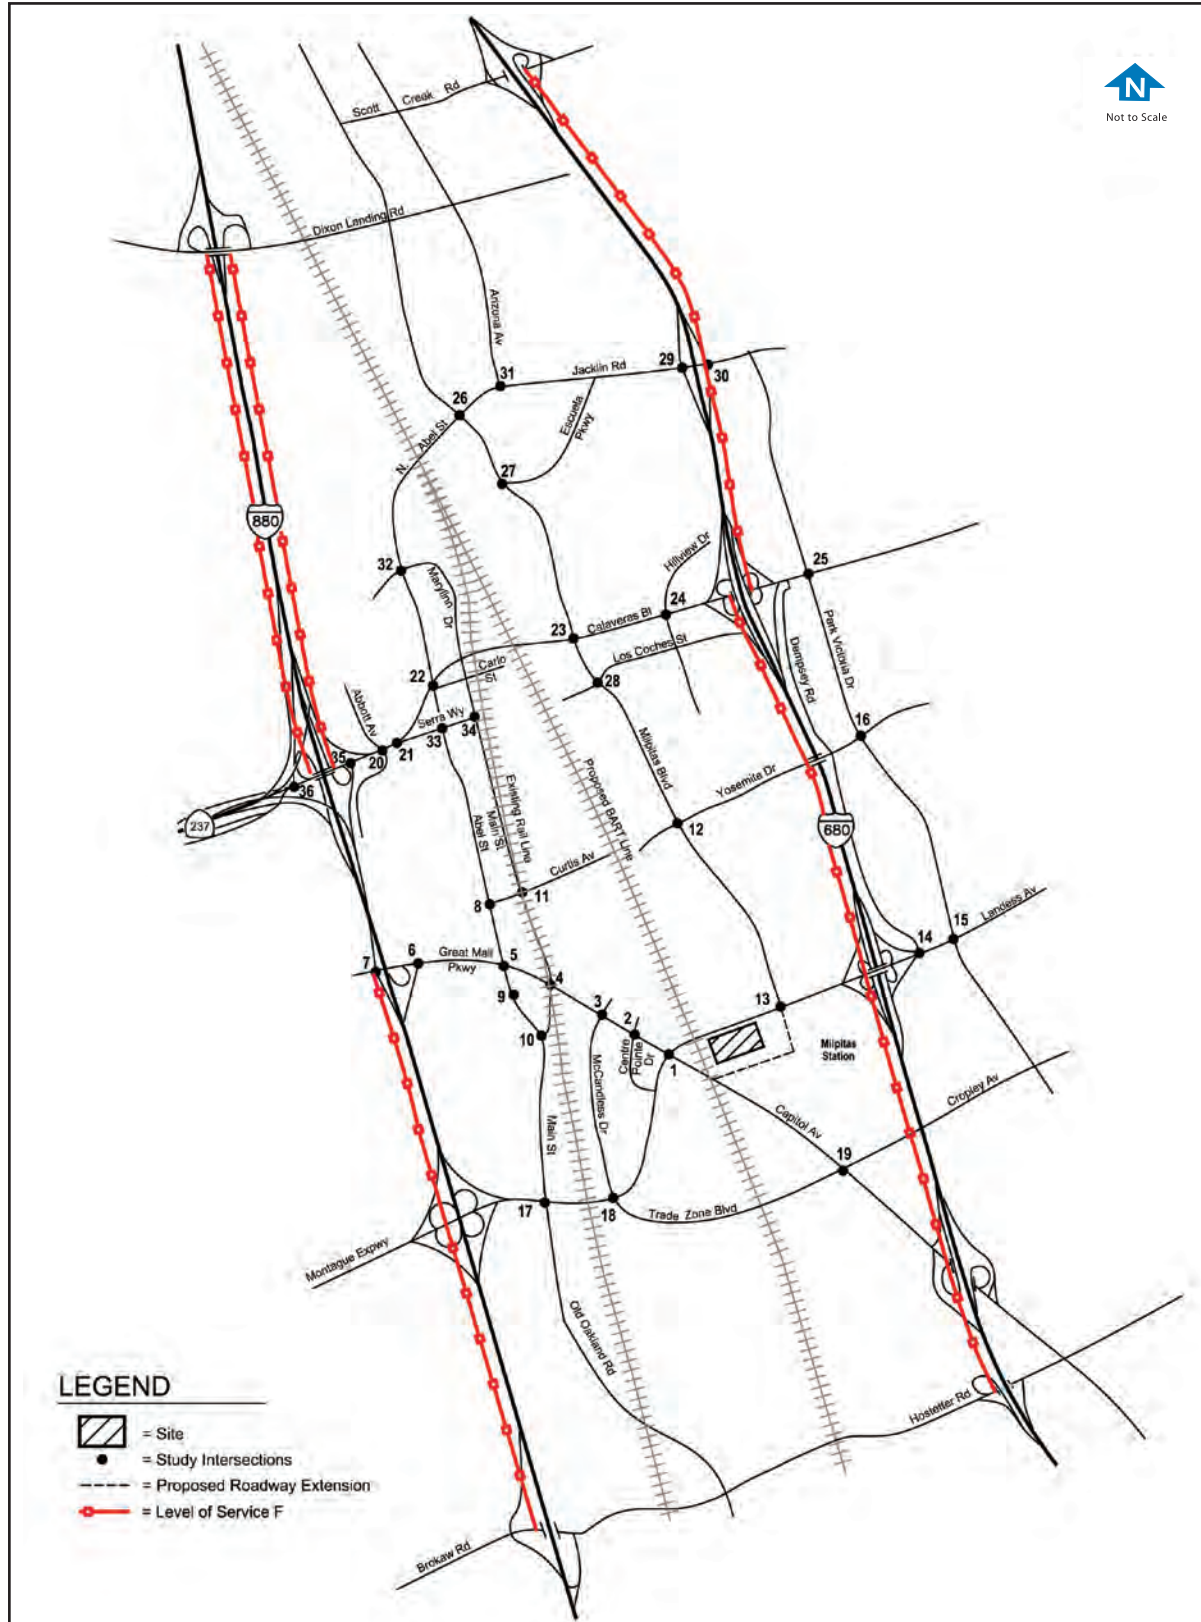 N
Not to Scale
Scott Creek Rd
Dixon Landing Rd
Arizona Av
31
Jacklin Rd
29
30
26
N. Abel St
Escuela
Pkwy
27
880
Hillview Dr
25
32
Marylinn Dr
24
23
Calaveras Bl
Los Coches St
Park Victoria Dr
Dempsey Rd
Carlo
St
22
28
Abbott Av
Serra Wy
34
33
16
21
20
35
36
237
Milpitas Blvd
Proposed BART Line
Yosemite Dr
Existing Rail Line
Main St
Abel St
12
680
Curtis Av
11
8
15
Landess Av
14
Great Mall
Pkwy
7
6
5
4
9
3
13
2
10
Centre
Pointe
Dr
1
Milpitas
Station
McCandless Dr
Main St
Capitol Av
Cropley Av
19
17
18
Trade Zone Blvd
Montague Expwy
Old Oakland Rd
Hostetter Rd
Brokaw Rd
LEGEND
= Site
= Study Intersections
= Proposed Roadway Extension
= Level of Service F